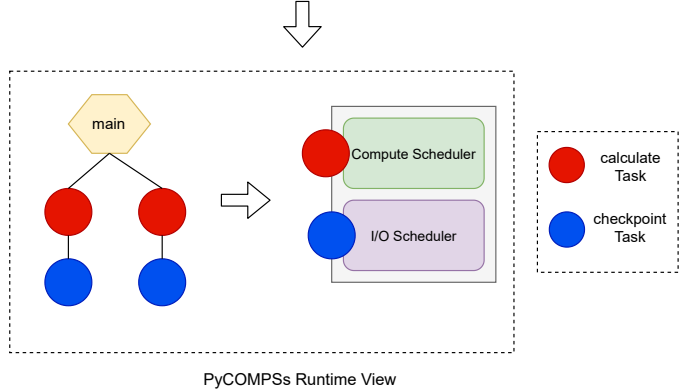 main
Compute Scheduler
I/O Scheduler
calculate
Task
checkpoint
Task
PyCOMPSs Runtime View